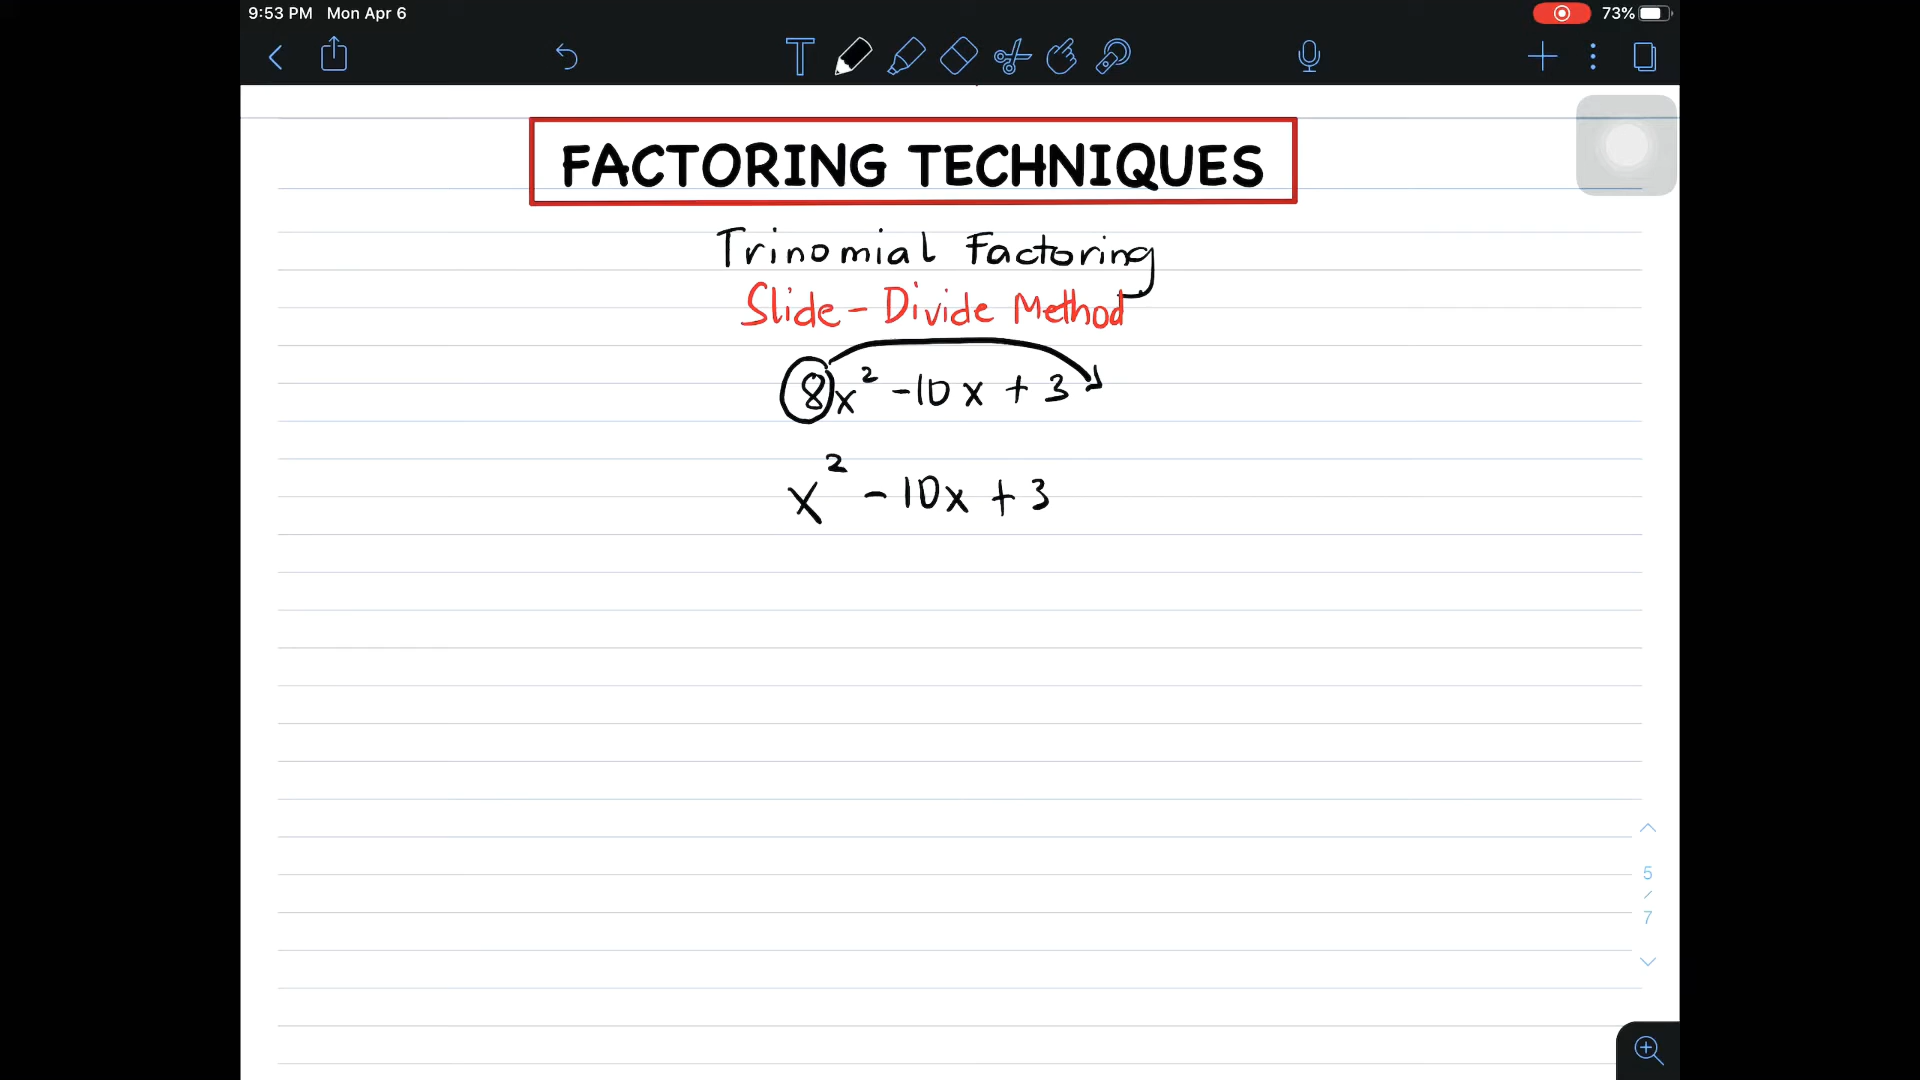 9:53 PM Mon Apr 6 73%
FACTORING TECHNIQUES
Trinomial Factoring
Slide - Divide Method
8x² - 10x + 3
x² - 10x + 3
5
/
7